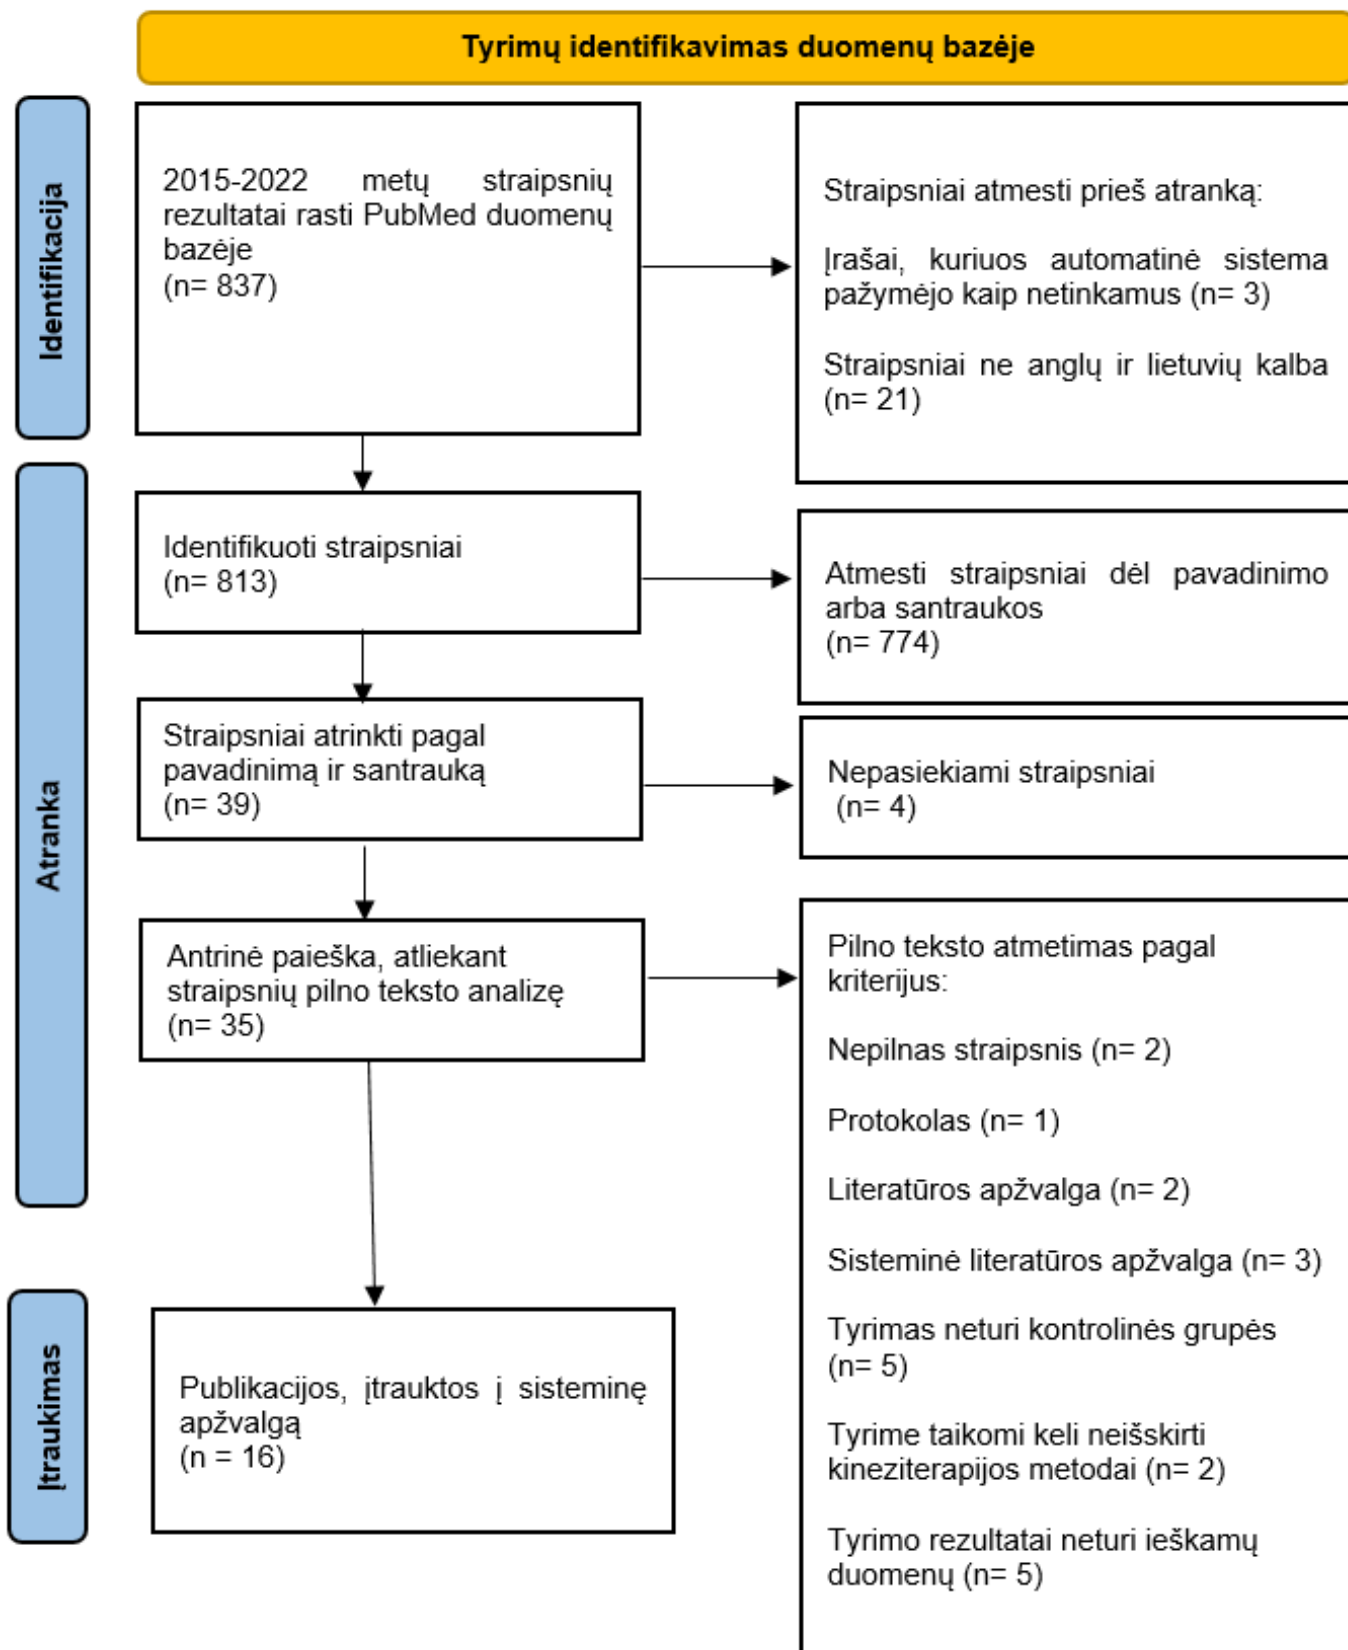 Tyrimų identifikavimas duomenų bazėje
Identifikacija
2015-2022 metų straipsnių
rezultatai rasti PubMed duomenų
bazėje
(n= 837)
Straipsniai atmesti prieš atranką:
Įrašai, kuriuos automatinė sistema
pažymėjo kaip netinkamus (n= 3)
Straipsniai ne anglų ir lietuvių kalba
(n= 21)
Atranka
Identifikuoti straipsniai
(n= 813)
Atmesti straipsniai dėl pavadinimo
arba santraukos
(n= 774)
Straipsniai atrinkti pagal
pavadinimą ir santrauką
(n= 39)
Nepasiekiami straipsniai
(n= 4)
Antrinė paieška, atliekant
straipsnių pilno teksto analizę
(n= 35)
Pilno teksto atmetimas pagal
kriterijus:
Nepilnas straipsnis (n= 2)
Protokolas (n= 1)
Literatūros apžvalga (n= 2)
Sisteminė literatūros apžvalga (n= 3)
Tyrimas neturi kontrolinės grupės
(n= 5)
Tyrime taikomi keli neišskirti
kineziterapijos metodai (n= 2)
Tyrimo rezultatai neturi ieškamų
duomenų (n= 5)
Įtraukimas
Publikacijos, įtrauktos į sisteminę
apžvalgą
(n = 16)